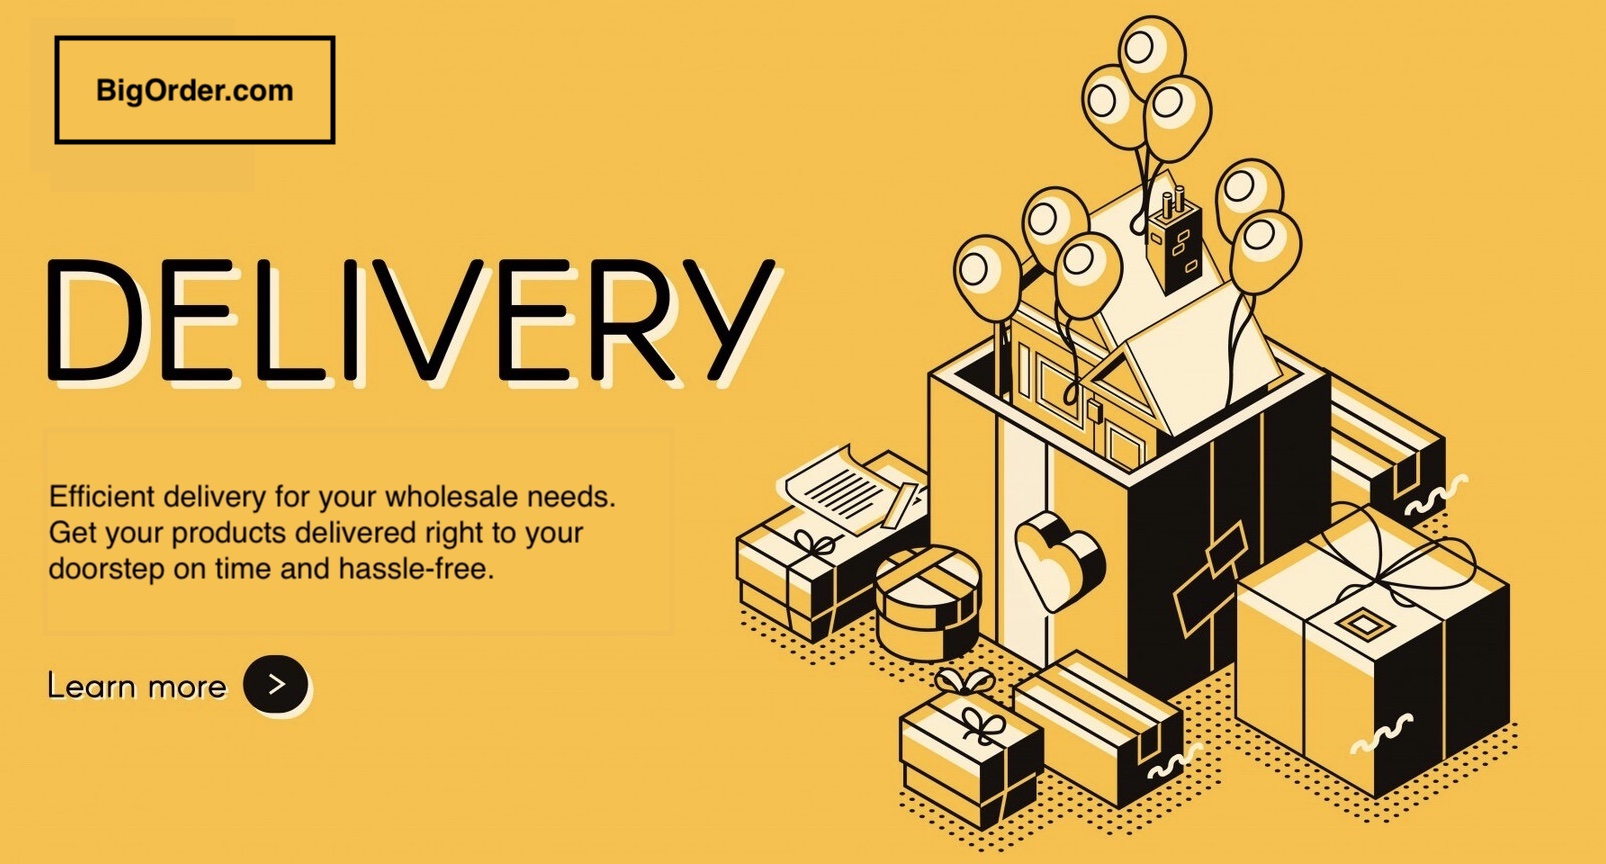 BigOrder.com
DELIVERY
Efficient delivery for your wholesale needs.
Get your products delivered right to your
doorstep on time and hassle-free.
Learn more >